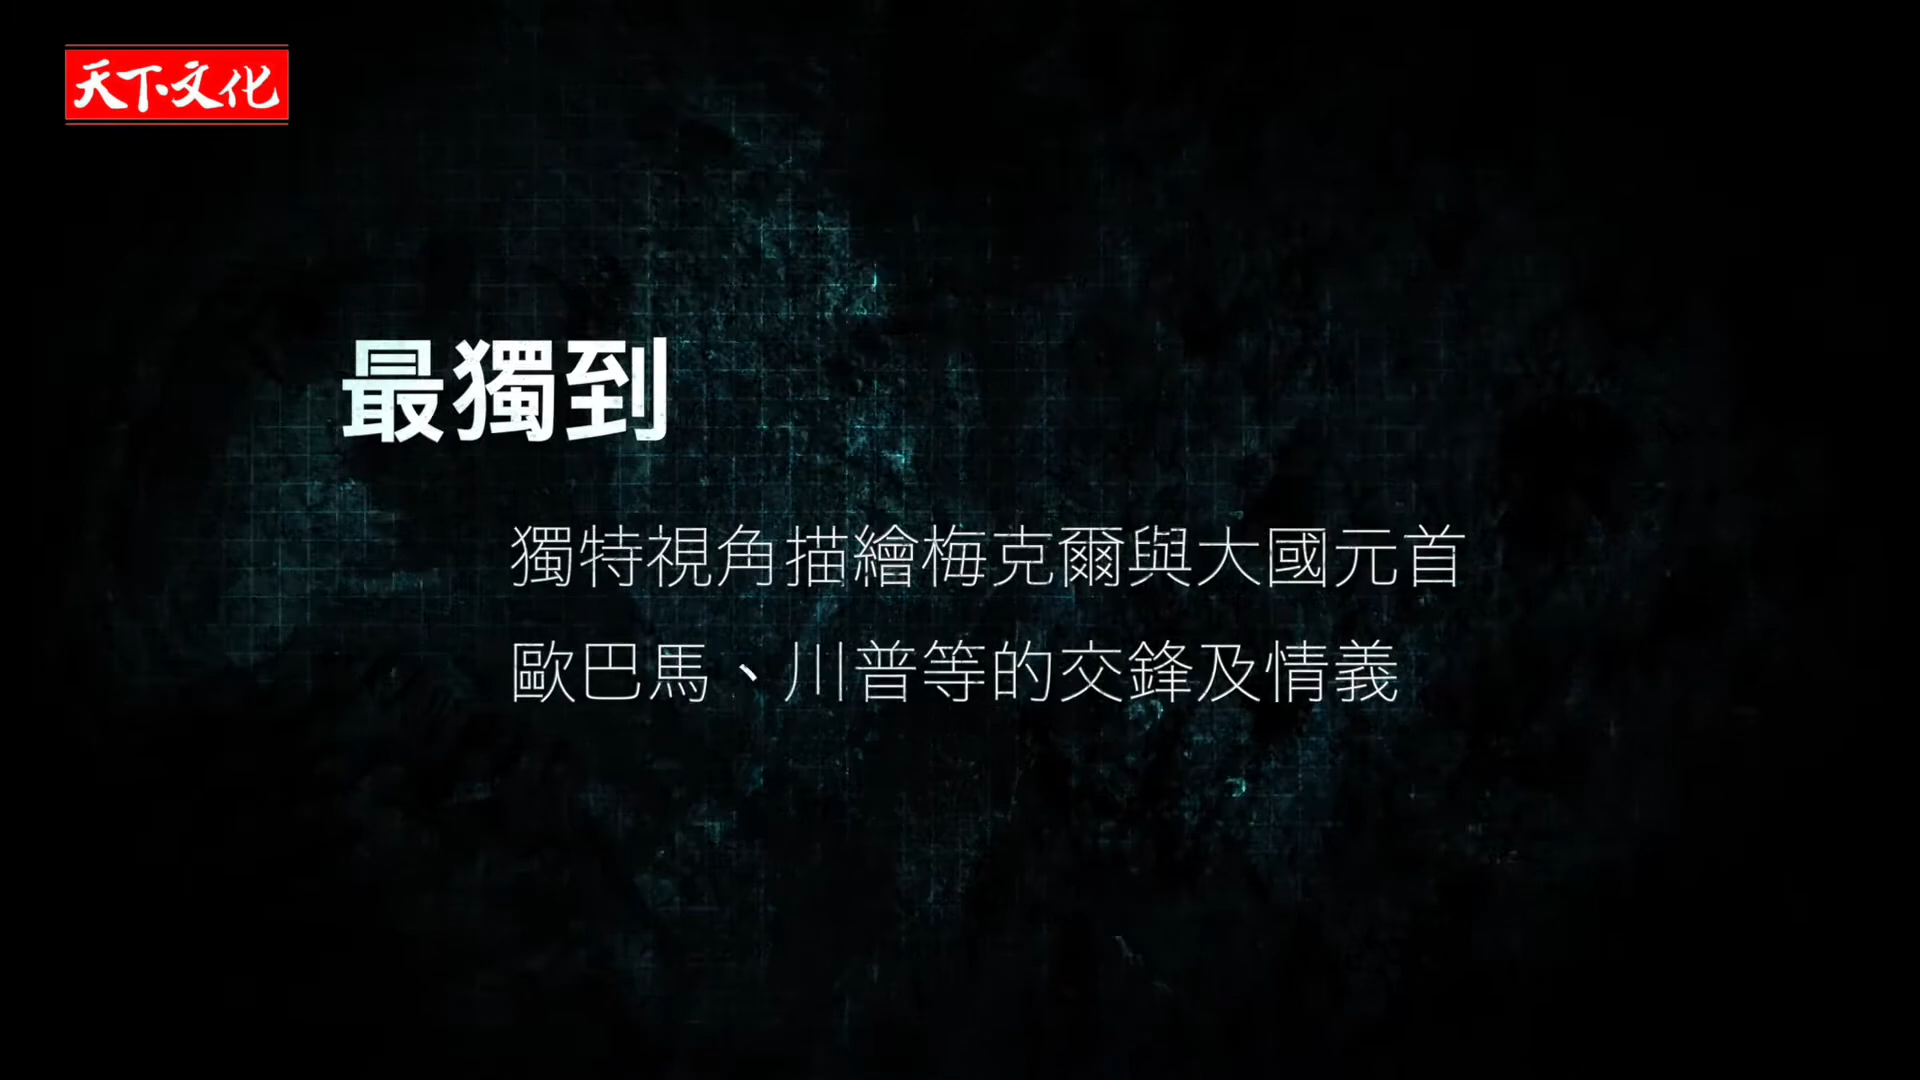 天下文化
最獨到
獨特視角描繪梅克爾與大國元首
歐巴馬、川普等的交鋒及情義